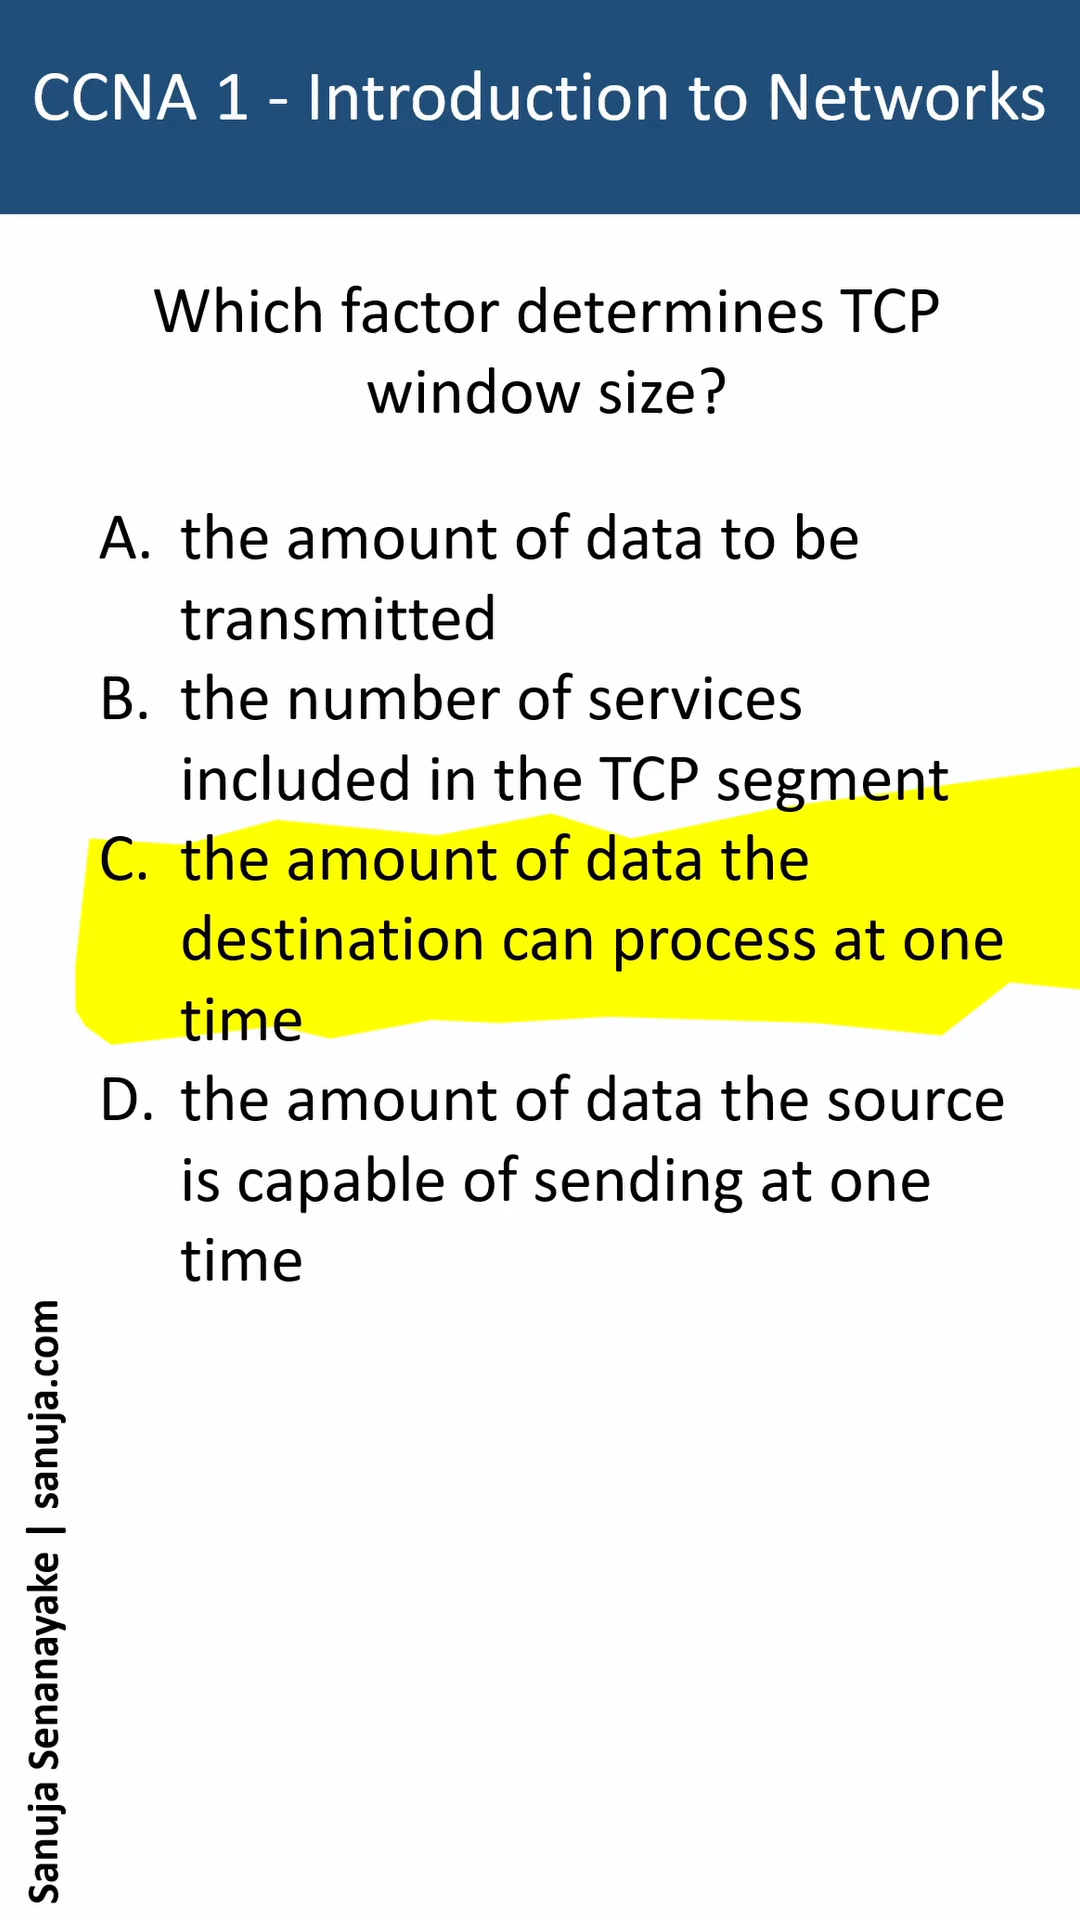 CCNA 1 - Introduction to Networks
Which factor determines TCP
window size?
A. the amount of data to be
transmitted
B. the number of services
included in the TCP segment
C. the amount of data the
destination can process at one
time
D. the amount of data the source
is capable of sending at one
time
Sanuja Senanayake | sanuja.com